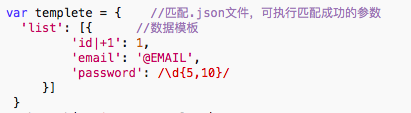 var templete = {    //匹配.json文件，可执行匹配成功的参数
'list': [{    //数据模板
'id|+1': 1,
'email': '@EMAIL',
'password': /\d{5,10}/
}]
}